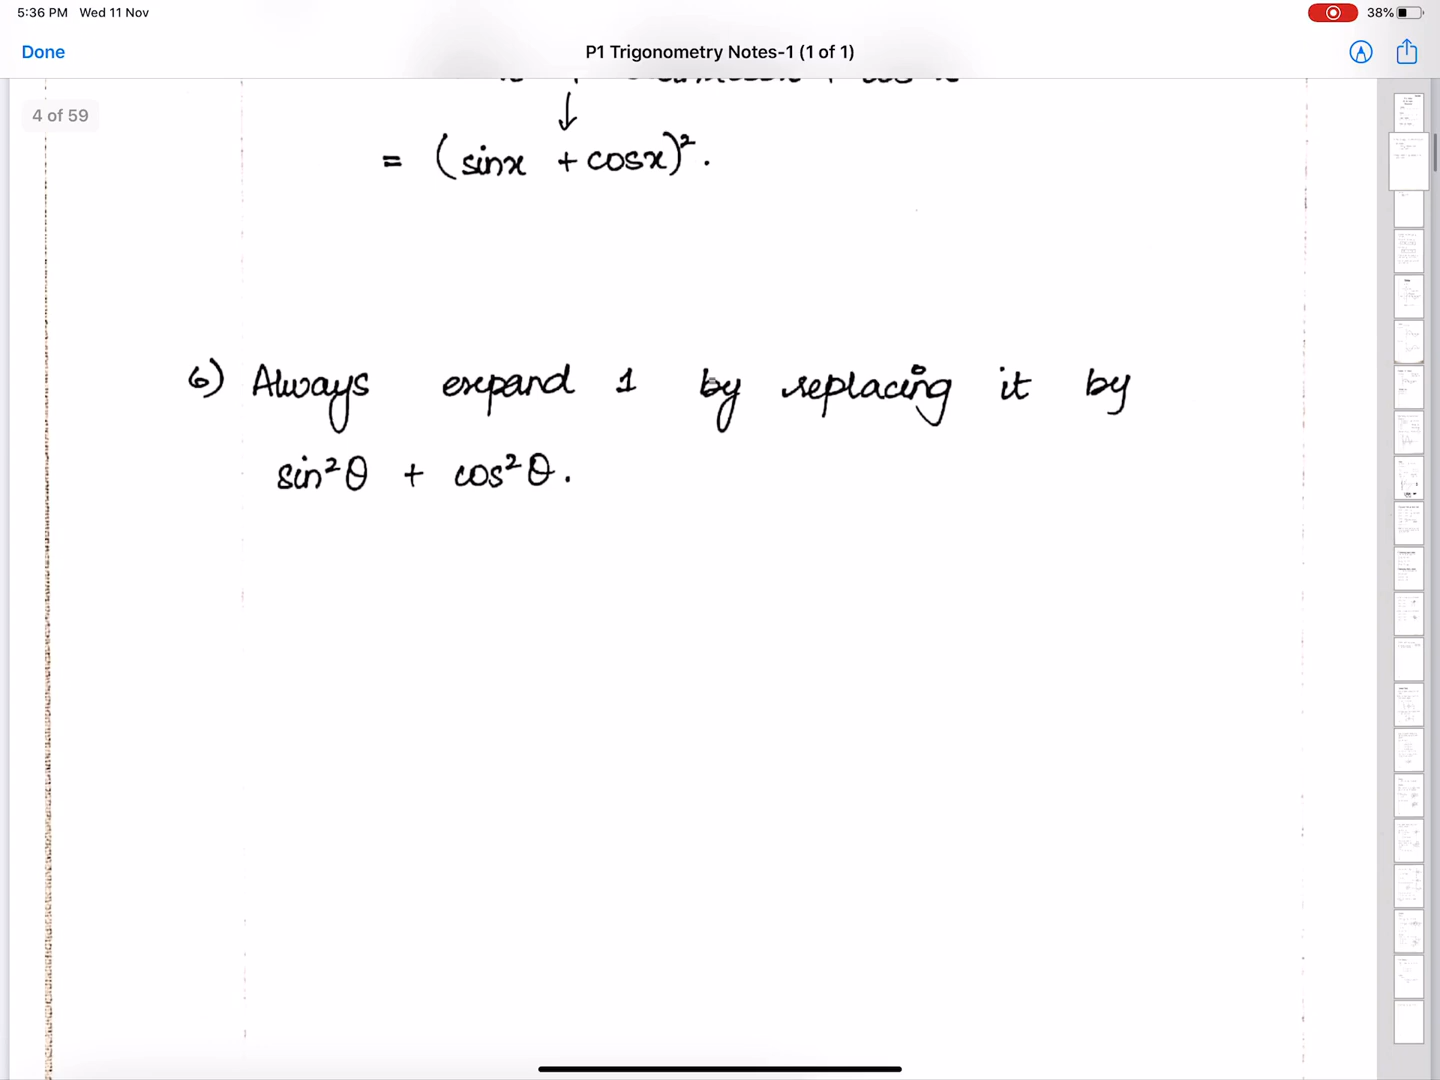 5:36 PM Wed 11 Nov
38%
Done
P1 Trigonometry Notes-1 (1 of 1)
4 of 59
= (sinx + cosx)².
6) Always expand 1 by replacing it by
sin²θ + cos²θ.